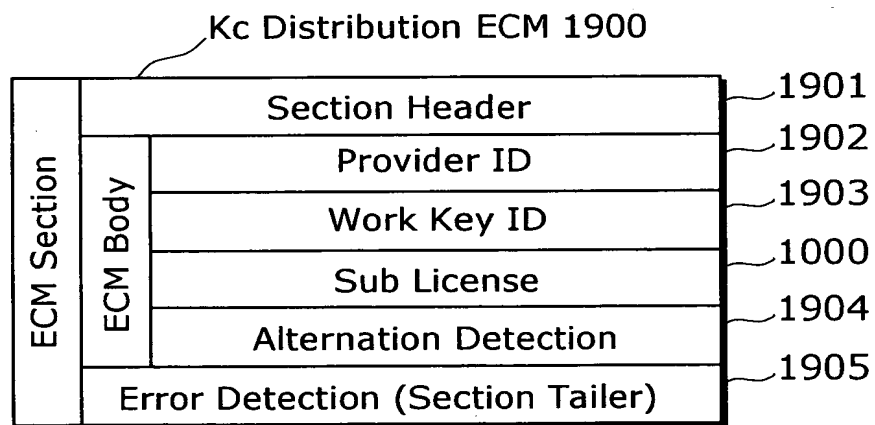 Kc Distribution ECM 1900
ECM Section
Section Header
1901
ECM Body
Provider ID
1902
Work Key ID
1903
Sub License
1000
Alternation Detection
1904
Error Detection (Section Tailer)
1905